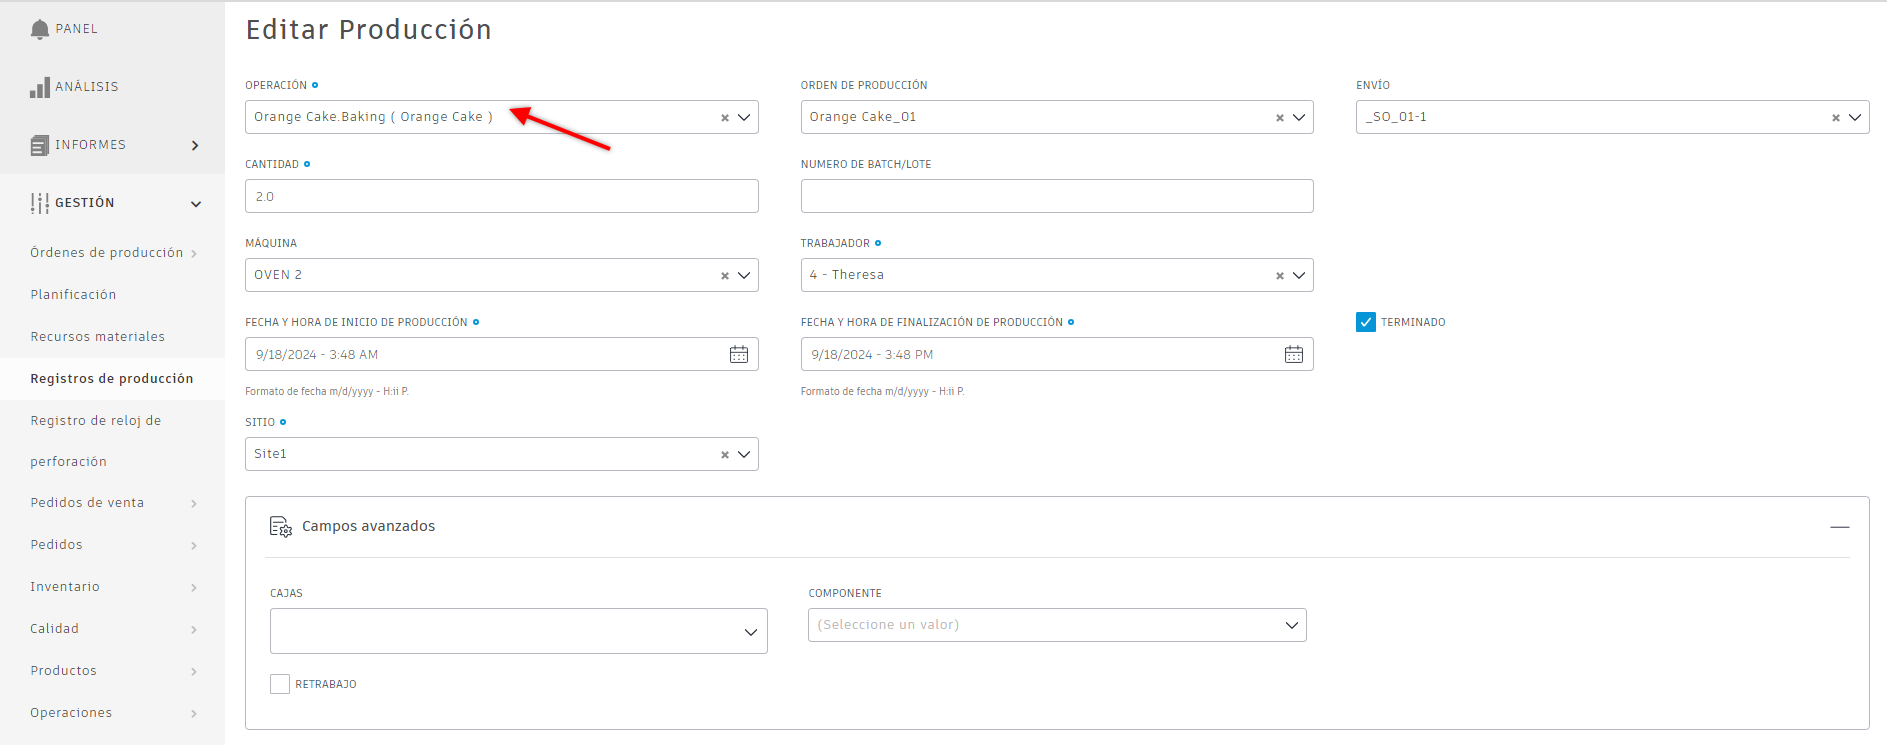 PANEL
ANÁLISIS
INFORMES
GESTIÓN
Órdenes de producción
Planificación
Recursos materiales
Registros de producción
Registro de reloj de
perforación
Pedidos de venta
Pedidos
Inventario
Calidad
Productos
Operaciones
Editar Producción
OPERACIÓN
Orange Cake.Baking ( Orange Cake )
ORDEN DE PRODUCCIÓN
Orange Cake_01
ENVÍO
_SO_01-1
CANTIDAD
2.0
NUMERO DE BATCH/LOTE
MÁQUINA
OVEN 2
TRABAJADOR
4 - Theresa
FECHA Y HORA DE INICIO DE PRODUCCIÓN
9/18/2024 - 3:48 AM
Formato de fecha m/d/yyyy - H:ii P.
FECHA Y HORA DE FINALIZACIÓN DE PRODUCCIÓN
9/18/2024 - 3:48 PM
Formato de fecha m/d/yyyy - H:ii P.
TERMINADO
SITIO
Site1
Campos avanzados
CAJAS
COMPONENTE
(Seleccione un valor)
RETRABAJO